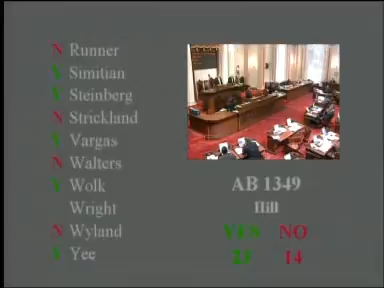 N Runner
Y Simitian
Y Steinberg
N Strickland
Y Vargas
N Walters
Y Wolk
Wright
N Wyland
Y Yee
AB 1349
Hill
YES NO
23 14